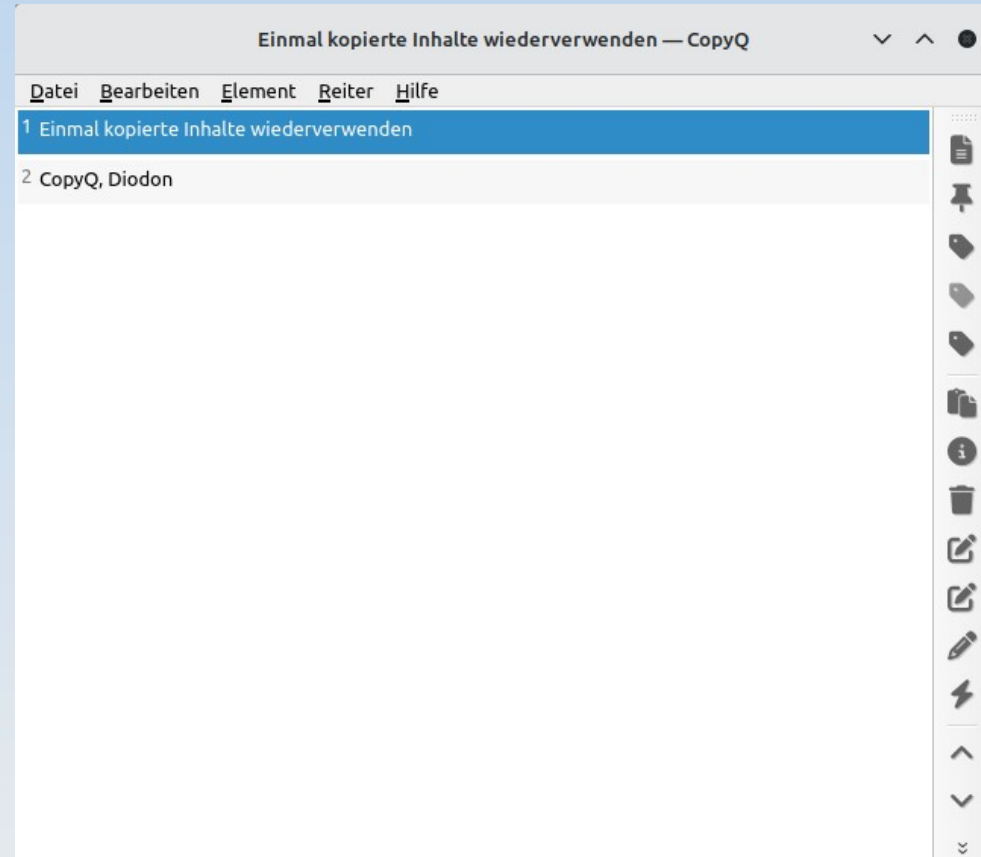 Einmal kopierte Inhalte wiederverwenden — CopyQ
Datei Bearbeiten Element Reiter Hilfe
1 Einmal kopierte Inhalte wiederverwenden
2 CopyQ, Diodon